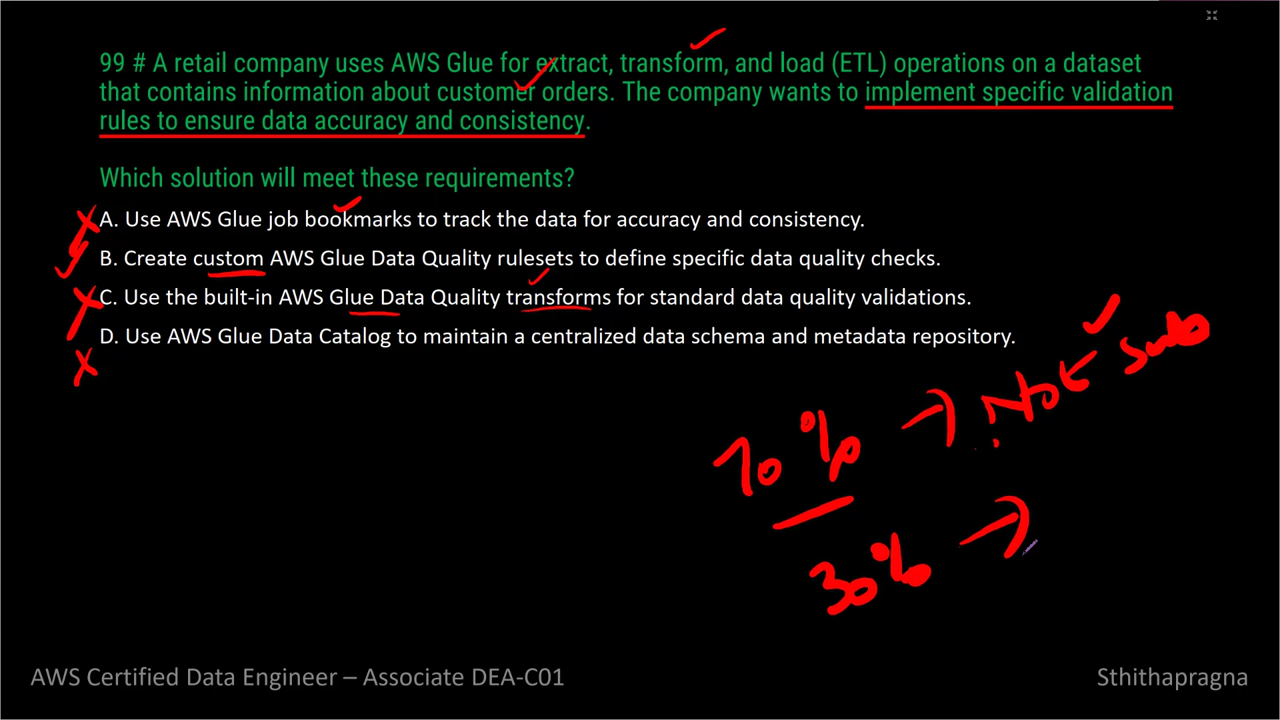 99 # A retail company uses AWS Glue for extract, transform, and load (ETL) operations on a dataset
that contains information about customer orders. The company wants to implement specific validation
rules to ensure data accuracy and consistency.
Which solution will meet these requirements?
A. Use AWS Glue job bookmarks to track the data for accuracy and consistency.
B. Create custom AWS Glue Data Quality rulesets to define specific data quality checks.
C. Use the built-in AWS Glue Data Quality transforms for standard data quality validations.
D. Use AWS Glue Data Catalog to maintain a centralized data schema and metadata repository.
70% → Not
30% →
AWS Certified Data Engineer – Associate DEA-C01
Sthithapragna